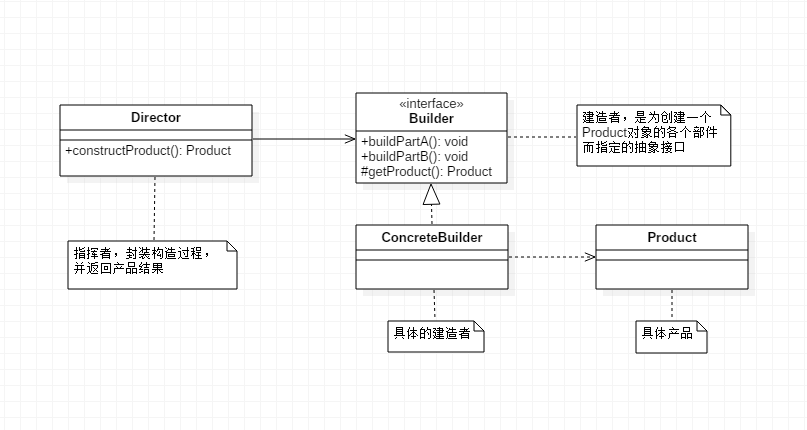 Director
+constructProduct(): Product
«interface»
Builder
+buildPartA(): void
+buildPartB(): void
#getProduct(): Product
建造者，是为创建一个
Product对象的各个部件
而指定的抽象接口
指挥者，封装构造过程，
并返回产品结果
ConcreteBuilder
Product
具体的建造者
具体产品